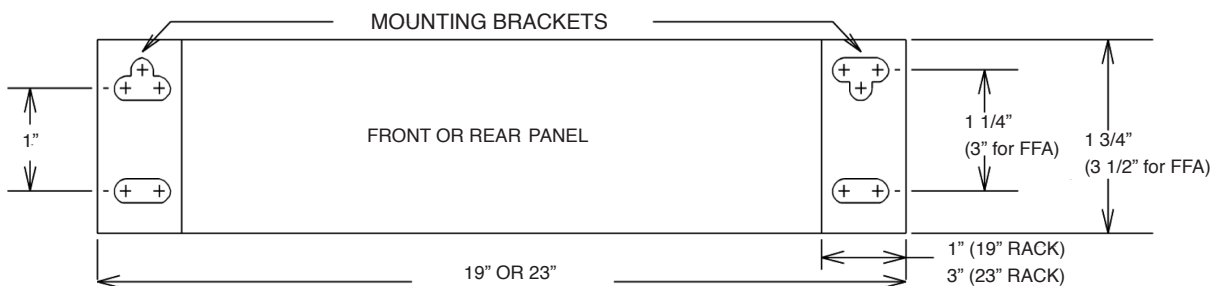 MOUNTING BRACKETS
FRONT OR REAR PANEL
1”
1 1/4”
(3” for FFA)
1 3/4”
(3 1/2” for FFA)
19” OR 23”
1” (19” RACK)
3” (23” RACK)